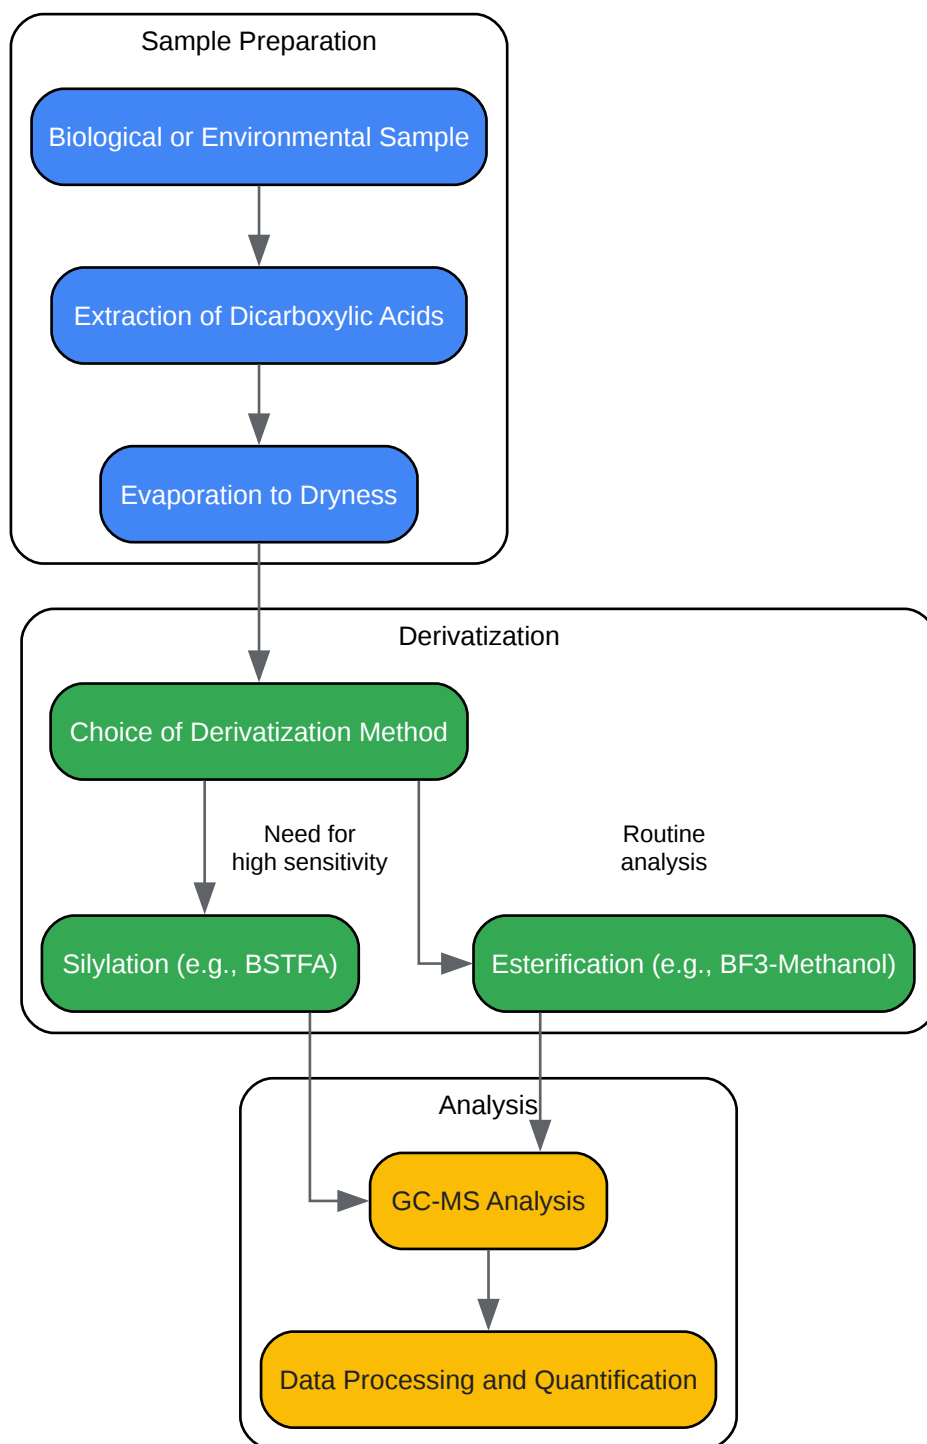 Sample Preparation
Biological or Environmental Sample
Extraction of Dicarboxylic Acids
Evaporation to Dryness
Derivatization
Choice of Derivatization Method
Need for
high sensitivity
Routine
analysis
Silylation (e.g., BSTFA)
Esterification (e.g., BF3-Methanol)
Analysis
GC-MS Analysis
Data Processing and Quantification